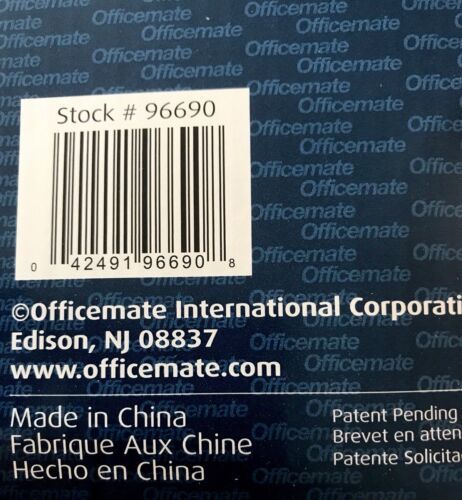 Stock # 96690
0 42491 96690 8
©Officemate International Corporati
Edison, NJ 08837
www.officemate.com
Made in China
Fabrique Aux Chine
Hecho en China
Patent Pending
Brevet en atten
Patente Solicita